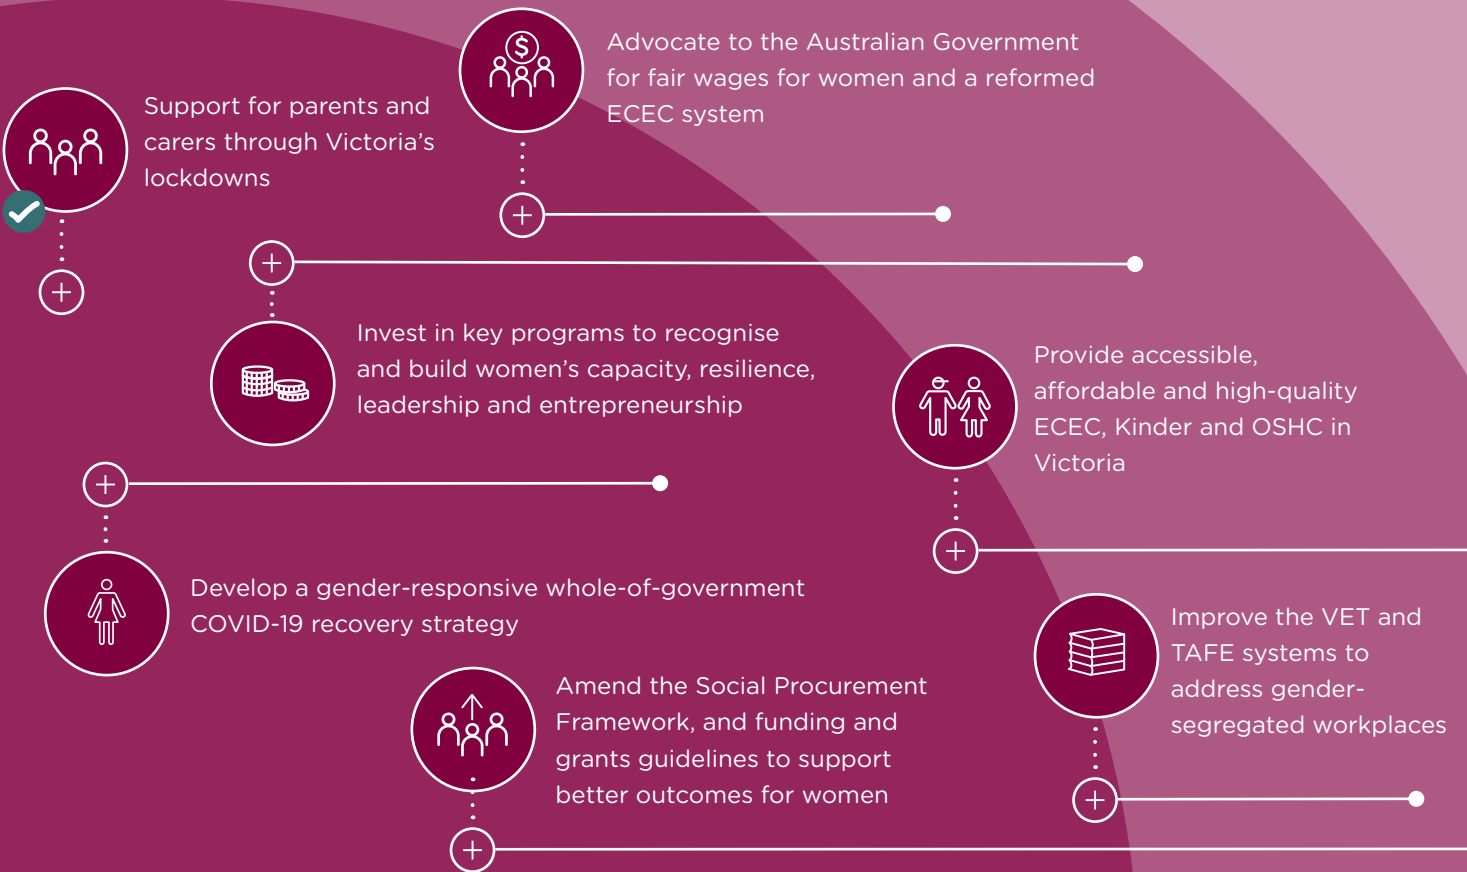 Advocate to the Australian Government
for fair wages for women and a reformed
ECEC system
Support for parents and
carers through Victoria’s
lockdowns
Invest in key programs to recognise
and build women’s capacity, resilience,
leadership and entrepreneurship
Provide accessible,
affordable and high-quality
ECEC, Kinder and OSHC in
Victoria
Develop a gender-responsive whole-of-government
COVID-19 recovery strategy
Improve the VET and
TAFE systems to
address gender-
segregated workplaces
Amend the Social Procurement
Framework, and funding and
grants guidelines to support
better outcomes for women